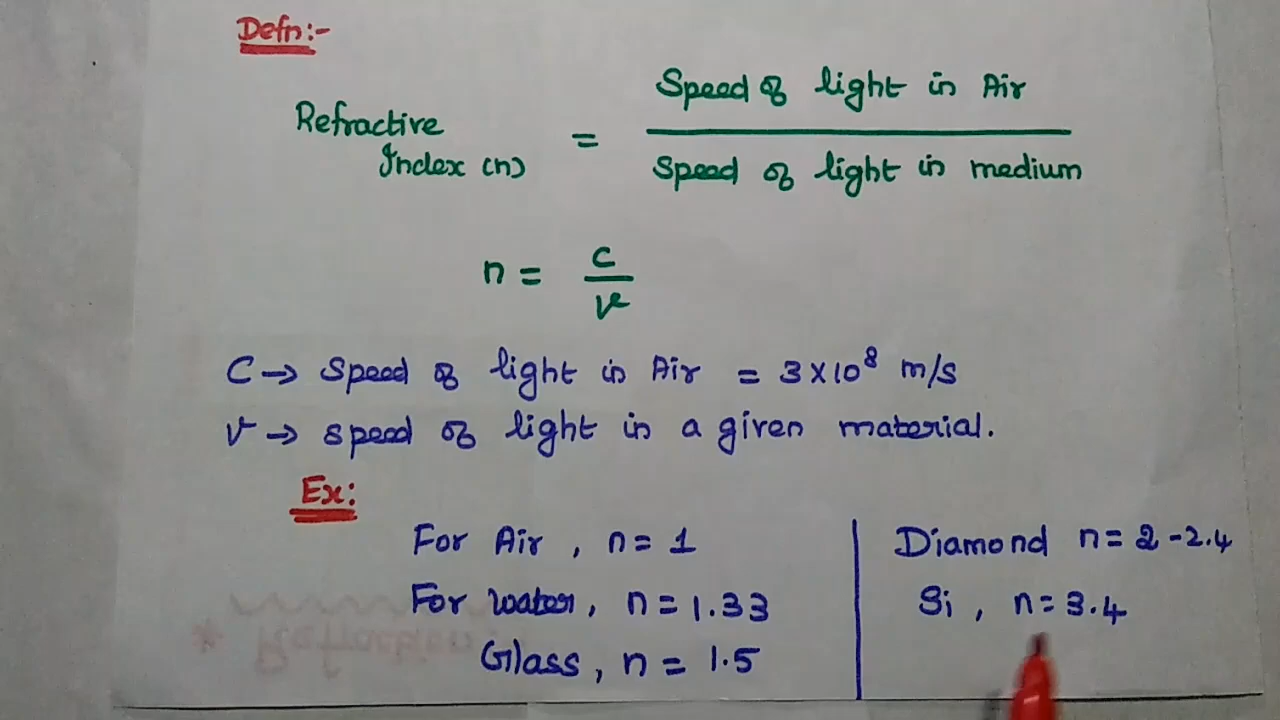 Defn:-
Speed of light in Air
Refractive
Index (n)
=
Speed of light in medium
n = c
v
C → Speed of light in Air = 3×10⁸ m/s
v → speed of light in a given material.
Ex:
For Air , n = 1
For water , n = 1.33
Glass , n = 1.5
Diamond n = 2 - 2.4
Si , n = 3.4
* Refraction